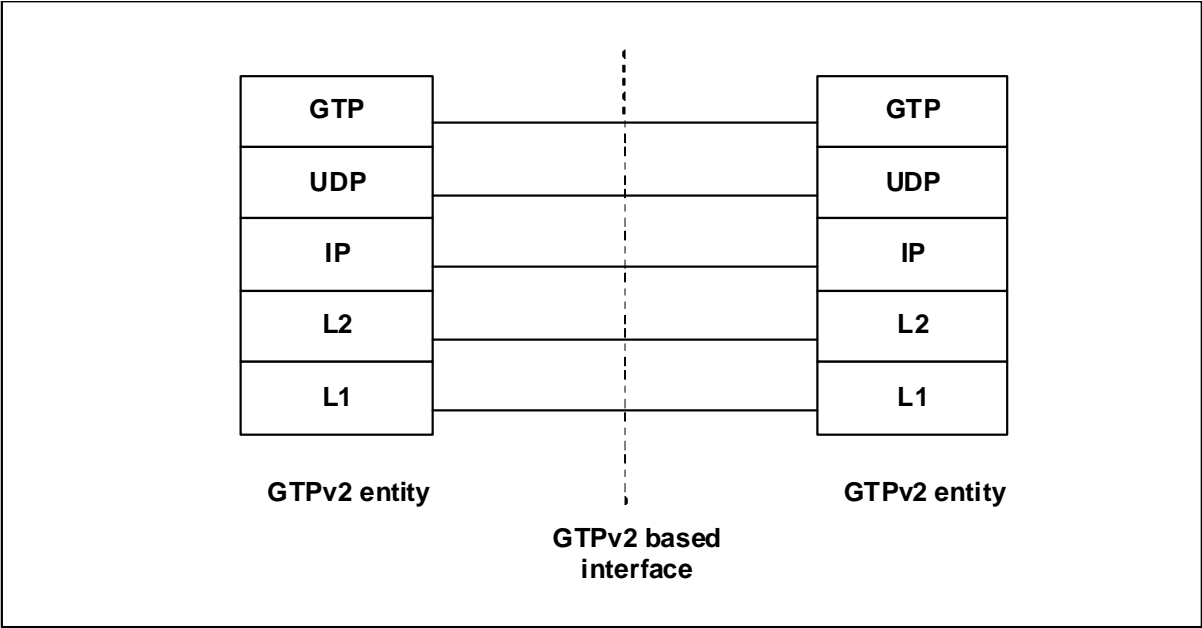 GTP
GTP
UDP
UDP
IP
IP
L2
L2
L1
L1
GTPv2 entity
GTPv2 entity
GTPv2 based
interface